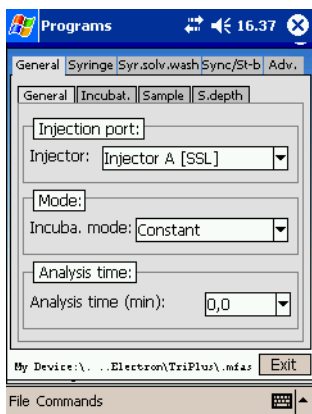 Programs 16.37
General Syringe Syr.solv.wash Sync/St-b Adv.
General Incubat. Sample S.depth
Injection port:
Injector: Injector A [SSL]
Mode:
Incuba. mode: Constant
Analysis time:
Analysis time (min): 0,0
My Device:\. ..Electron\TriPlus\.mfas Exit
File Commands